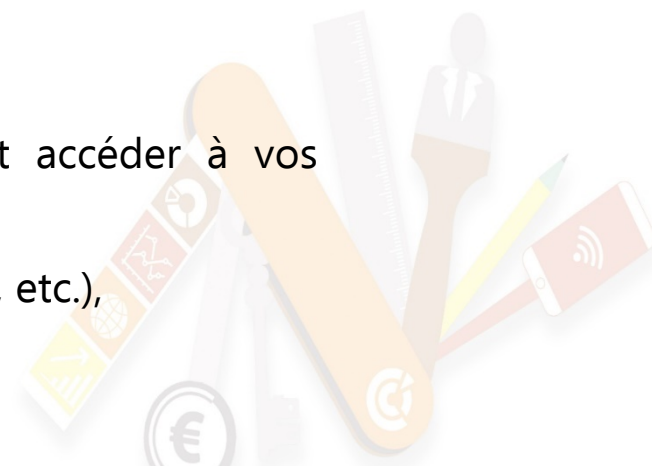 t accéder à vos
etc.),
€